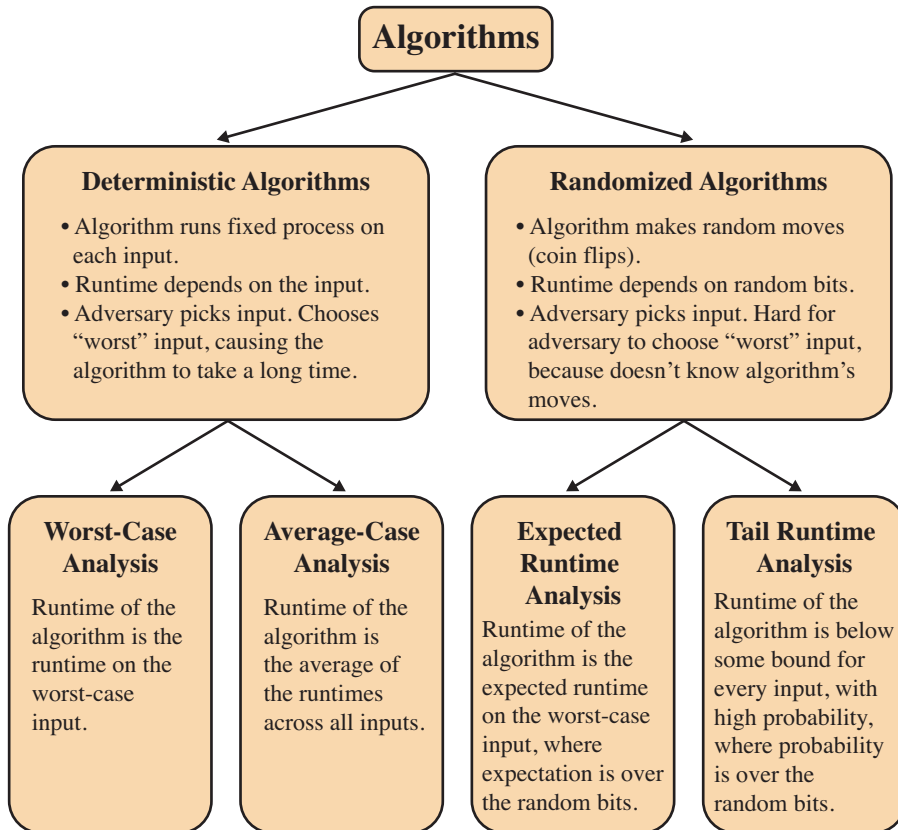 Algorithms
Deterministic Algorithms
• Algorithm runs fixed process on
each input.
• Runtime depends on the input.
• Adversary picks input. Chooses
“worst” input, causing the
algorithm to take a long time.
Randomized Algorithms
• Algorithm makes random moves
(coin flips).
• Runtime depends on random bits.
• Adversary picks input. Hard for
adversary to choose “worst” input,
because doesn’t know algorithm’s
moves.
Worst-Case
Analysis
Runtime of the
algorithm is the
runtime on the
worst-case
input.
Average-Case
Analysis
Runtime of the
algorithm is
the average of
the runtimes
across all inputs.
Expected
Runtime
Analysis
Runtime of the
algorithm is the
expected runtime
on the worst-case
input, where
expectation is over
the random bits.
Tail Runtime
Analysis
Runtime of the
algorithm is below
some bound for
every input, with
high probability,
where probability
is over the
random bits.